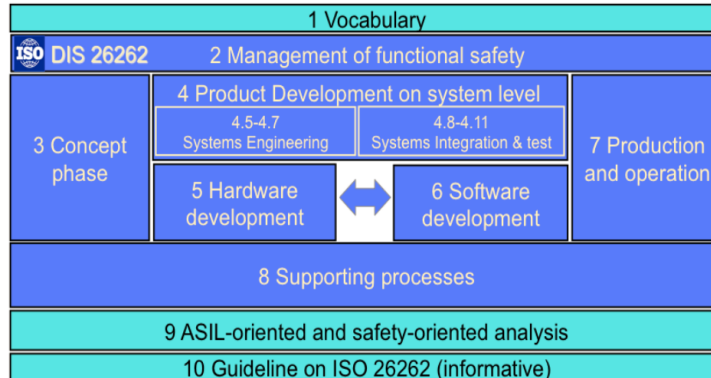 1 Vocabulary
ISO DIS 26262 2 Management of functional safety
4 Product Development on system level
4.5-4.7
Systems Engineering
4.8-4.11
Systems Integration & test
3 Concept
phase
7 Production
and operation
5 Hardware
development
6 Software
development
8 Supporting processes
9 ASIL-oriented and safety-oriented analysis
10 Guideline on ISO 26262 (informative)